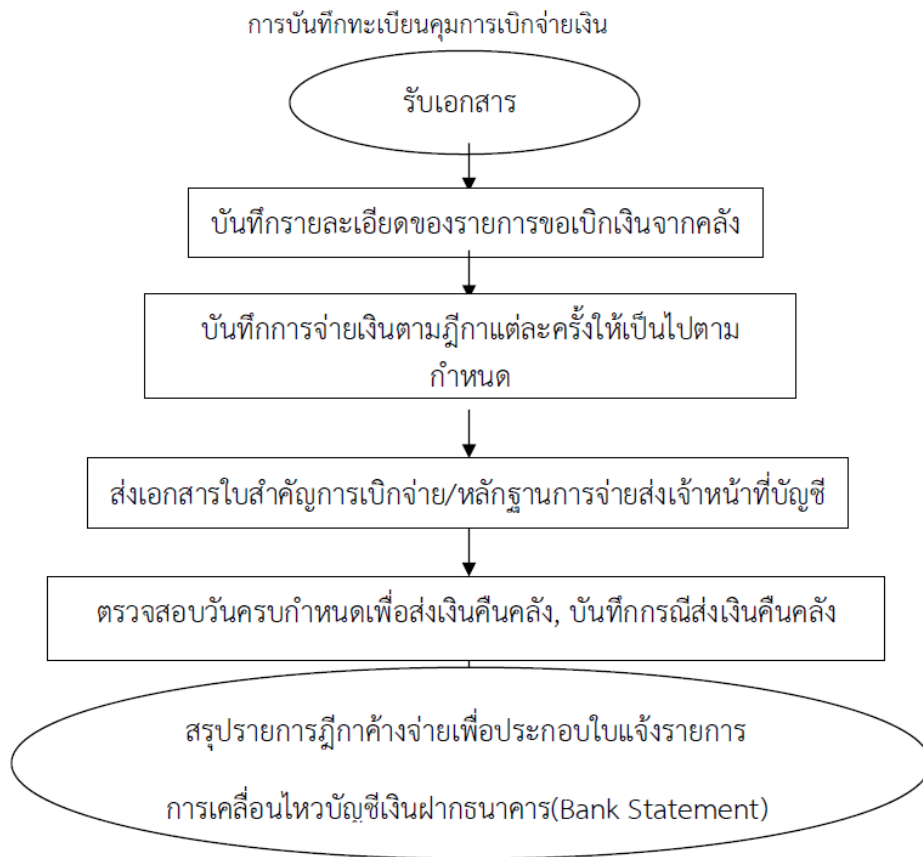 การบันทึกทะเบียนคุมการเบิกจ่ายเงิน
รับเอกสาร
บันทึกรายละเอียดของรายการขอเบิกเงินจากคลัง
บันทึกการจ่ายเงินตามฎีกาแต่ละครั้งให้เป็นไปตาม
กำหนด
ส่งเอกสารใบสำคัญการเบิกจ่าย/หลักฐานการจ่ายส่งเจ้าหน้าที่บัญชี
ตรวจสอบวันครบกำหนดเพื่อส่งเงินคืนคลัง, บันทึกกรณีส่งเงินคืนคลัง
สรุปรายการฎีกาค้างจ่ายเพื่อประกอบใบแจ้งรายการ
การเคลื่อนไหวบัญชีเงินฝากธนาคาร(Bank Statement)